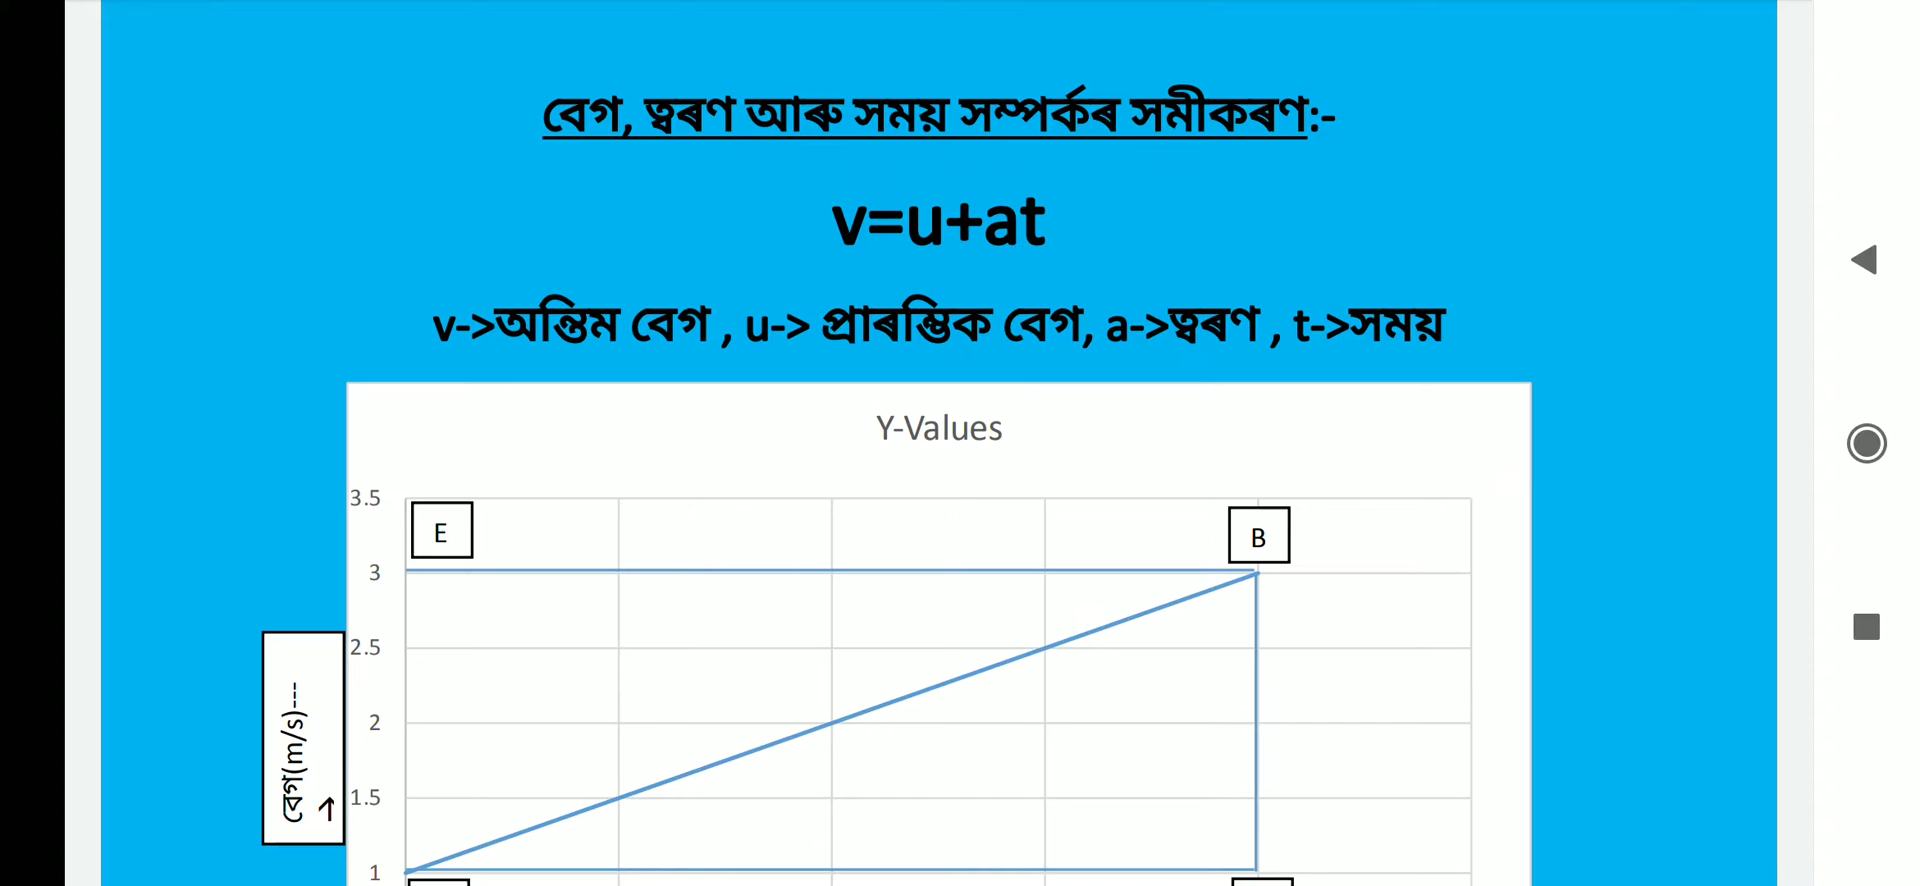 বেগ, ত্বৰণ আৰু সময় সম্পৰ্কৰ সমীকৰণ:-
v=u+at
v->অন্তিম বেগ , u-> প্ৰাৰম্ভিক বেগ, a->ত্বৰণ , t->সময়
Y-Values
3.5
E
B
3
2.5
2
1.5
1
বেগ(m/s)---
→